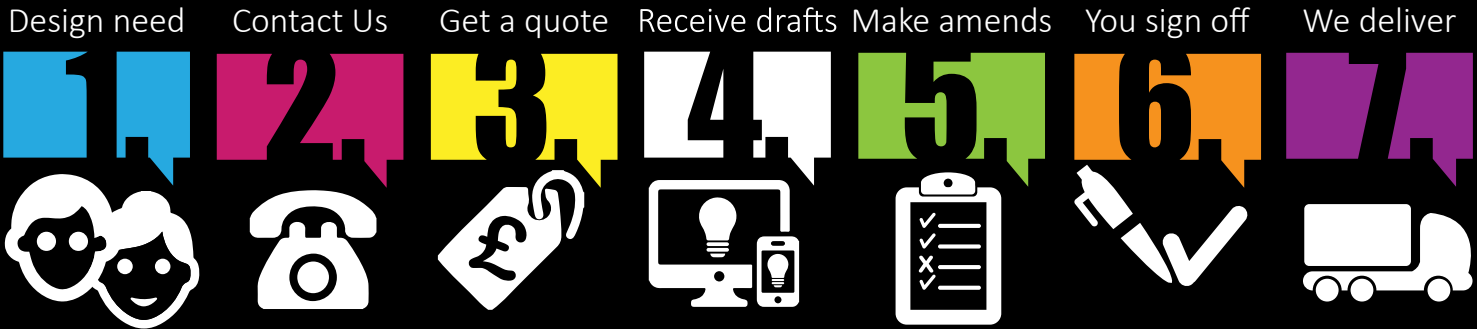 Design need
Contact Us
Get a quote
Receive drafts
Make amends
You sign off
We deliver
1.
2.
3.
4.
5.
6.
7.
£